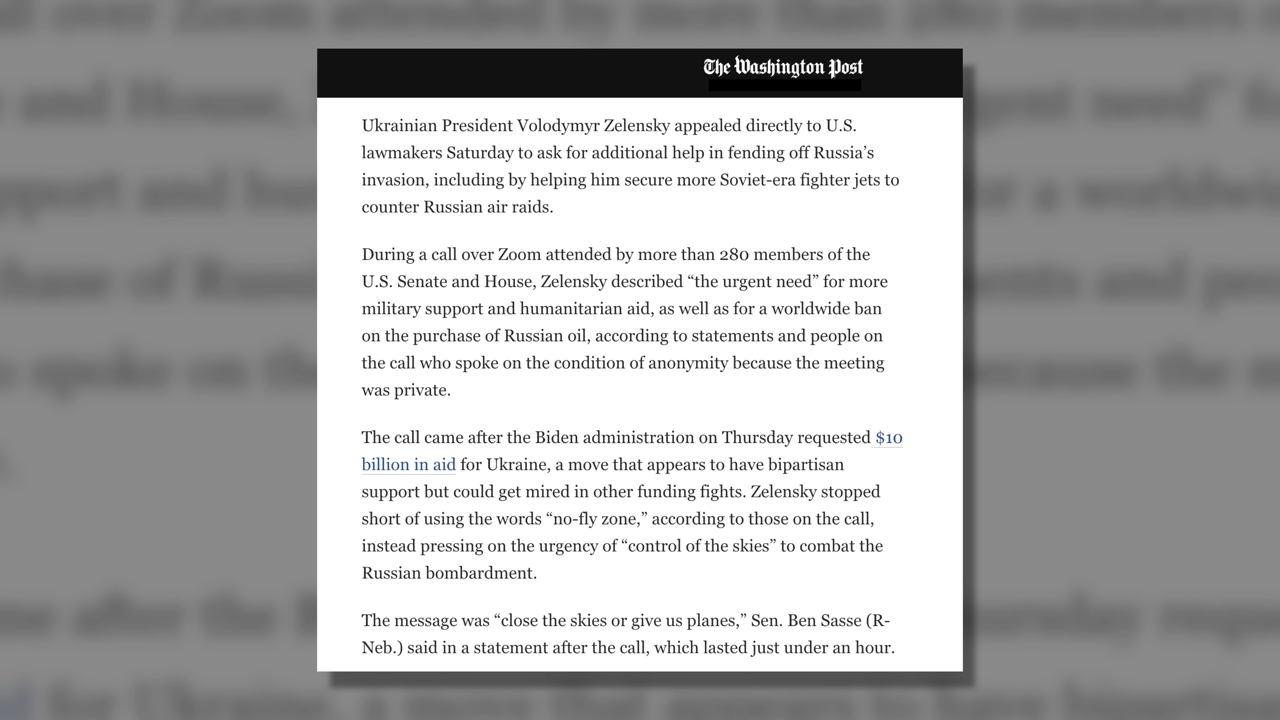 The Washington Post
Ukrainian President Volodymyr Zelensky appealed directly to U.S.
lawmakers Saturday to ask for additional help in fending off Russia’s
invasion, including by helping him secure more Soviet-era fighter jets to
counter Russian air raids.
During a call over Zoom attended by more than 280 members of the
U.S. Senate and House, Zelensky described “the urgent need” for more
military support and humanitarian aid, as well as for a worldwide ban
on the purchase of Russian oil, according to statements and people on
the call who spoke on the condition of anonymity because the meeting
was private.
The call came after the Biden administration on Thursday requested $10
billion in aid for Ukraine, a move that appears to have bipartisan
support but could get mired in other funding fights. Zelensky stopped
short of using the words “no-fly zone,” according to those on the call,
instead pressing on the urgency of “control of the skies” to combat the
Russian bombardment.
The message was “close the skies or give us planes,” Sen. Ben Sasse (R-
Neb.) said in a statement after the call, which lasted just under an hour.